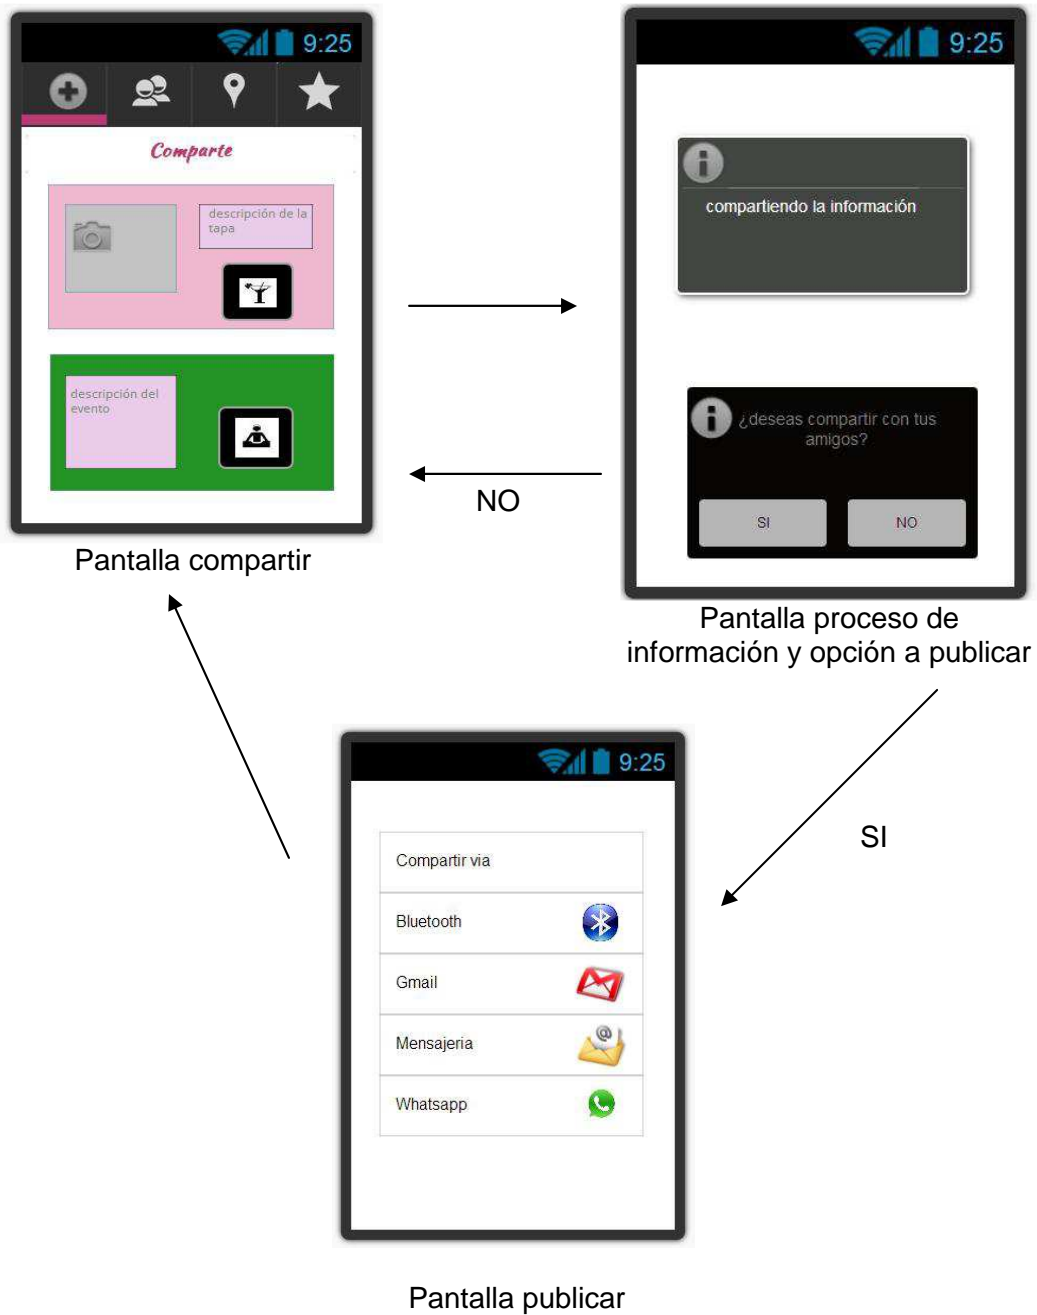 9:25
Comparte
descripción de la
tapa
descripción del
evento
Pantalla compartir
9:25
compartiendo la información
¿deseas compartir con tus
amigos?
SI
NO
Pantalla proceso de
información y opción a publicar
NO
SI
9:25
Compartir via
Bluetooth
Gmail
Mensajeria
@
Whatsapp
Pantalla publicar